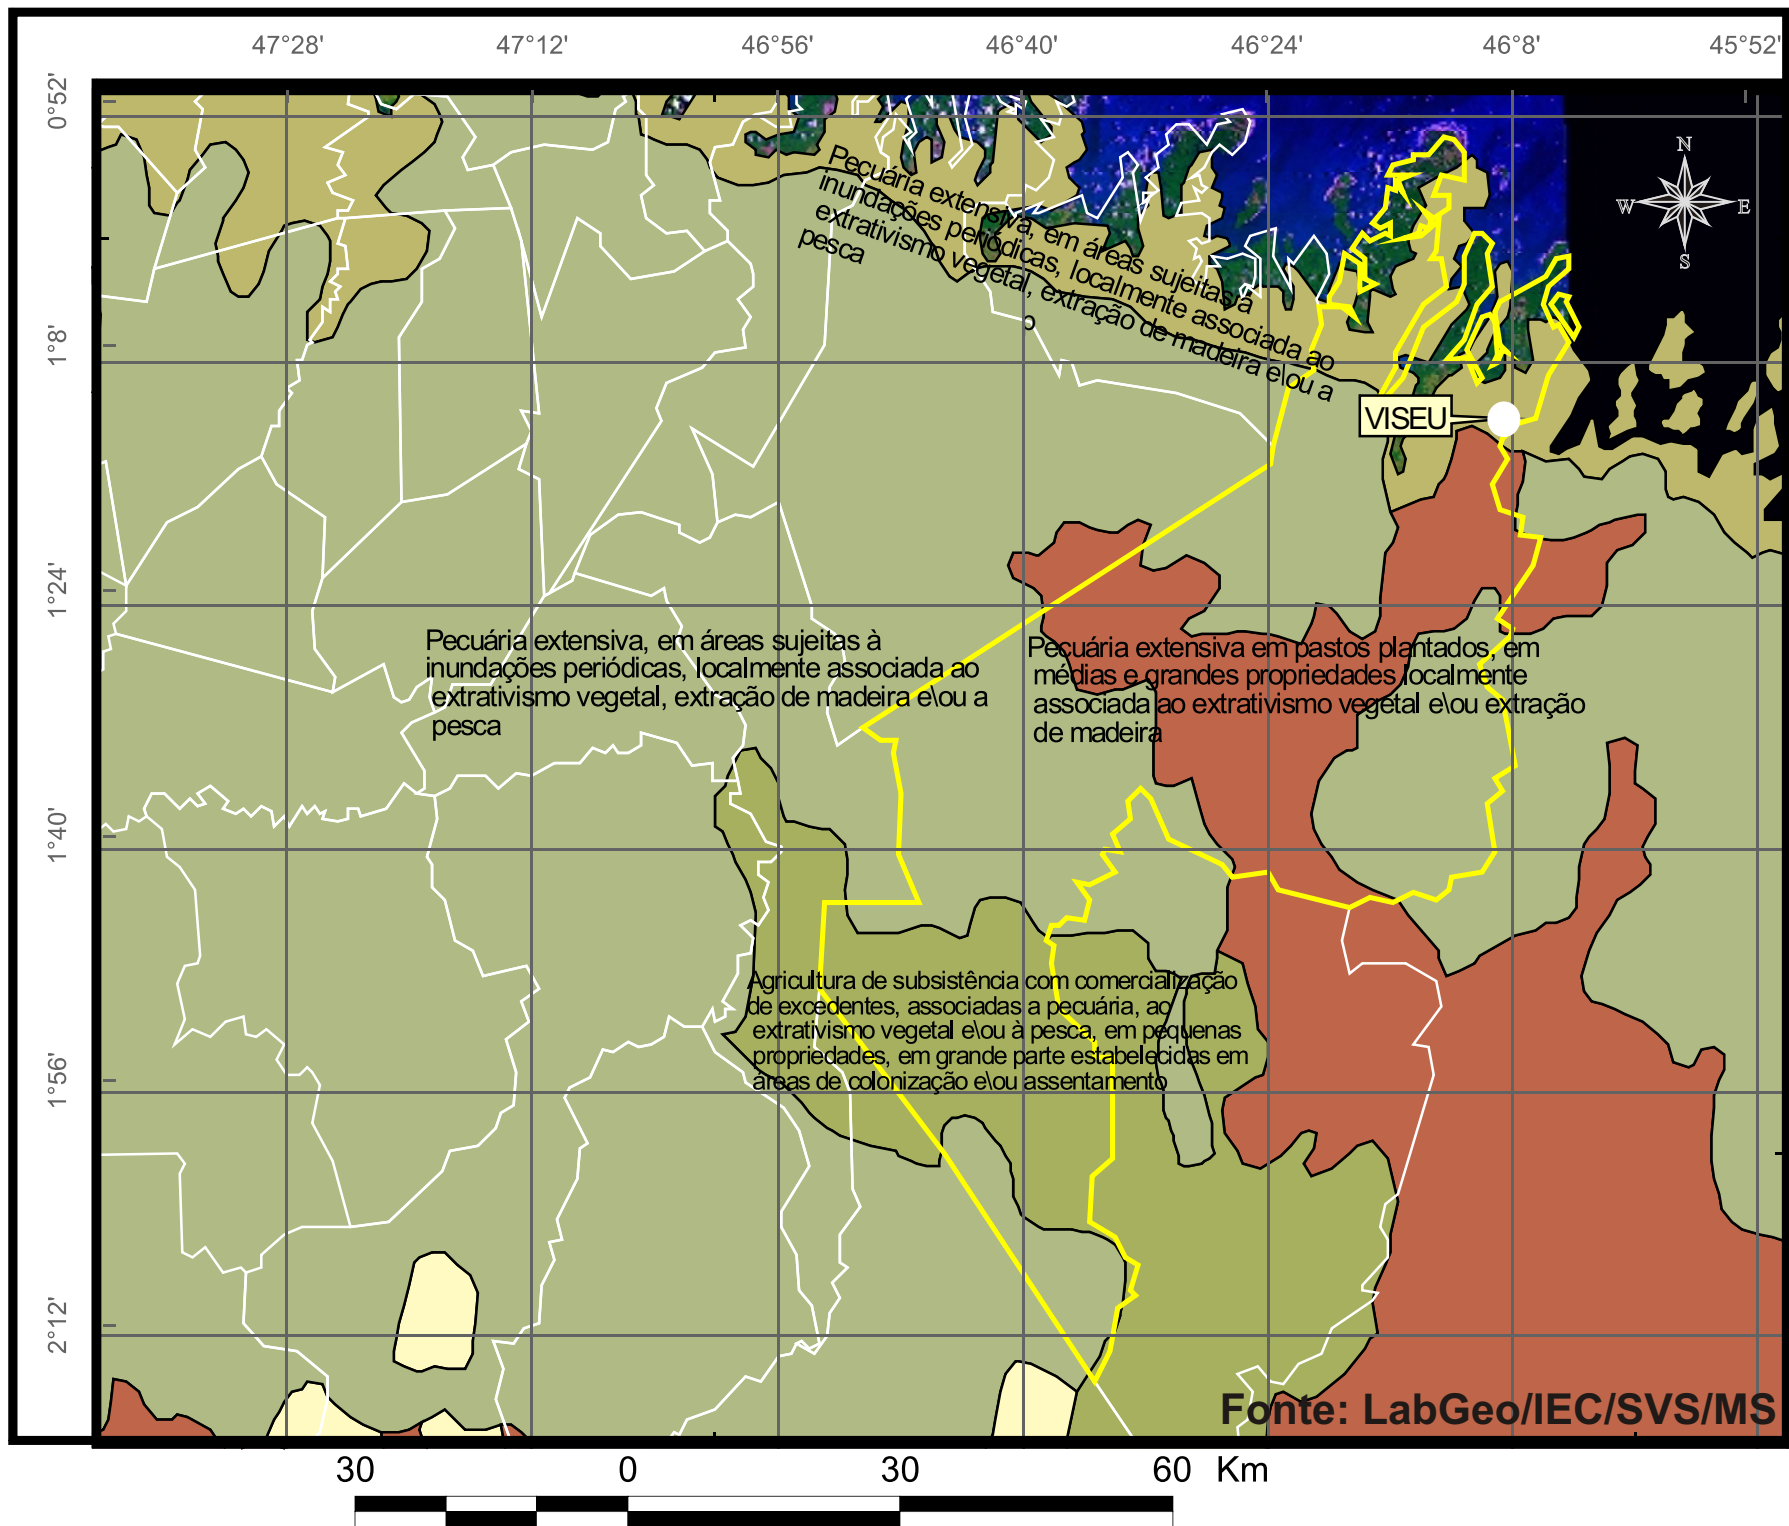 47°28' 47°12' 46°56' 46°40' 46°24' 46°8' 45°52'
0°52'
1°8'
1°24'
1°40'
1°56'
2°12'
N
W E
S
Pecuária extensiva, em áreas sujeitas à
inundações periódicas, localmente associada ao
extrativismo vegetal, extração de madeira e\ou a
pesca
o
VISEU
Pecuária extensiva, em áreas sujeitas à
inundações periódicas, localmente associada ao
extrativismo vegetal, extração de madeira e\ou a
pesca
Pecuária extensiva em pastos plantados, em
médias e grandes propriedades localmente
associada ao extrativismo vegetal e\ou extração
de madeira
Agricultura de subsistência com comercialização
de excedentes, associadas a pecuária, ao
extrativismo vegetal e\ou à pesca, em pequenas
propriedades, em grande parte estabelecidas em
áreas de colonização e\ou assentamento
Fonte: LabGeo/IEC/SVS/MS
30 0 30 60 Km